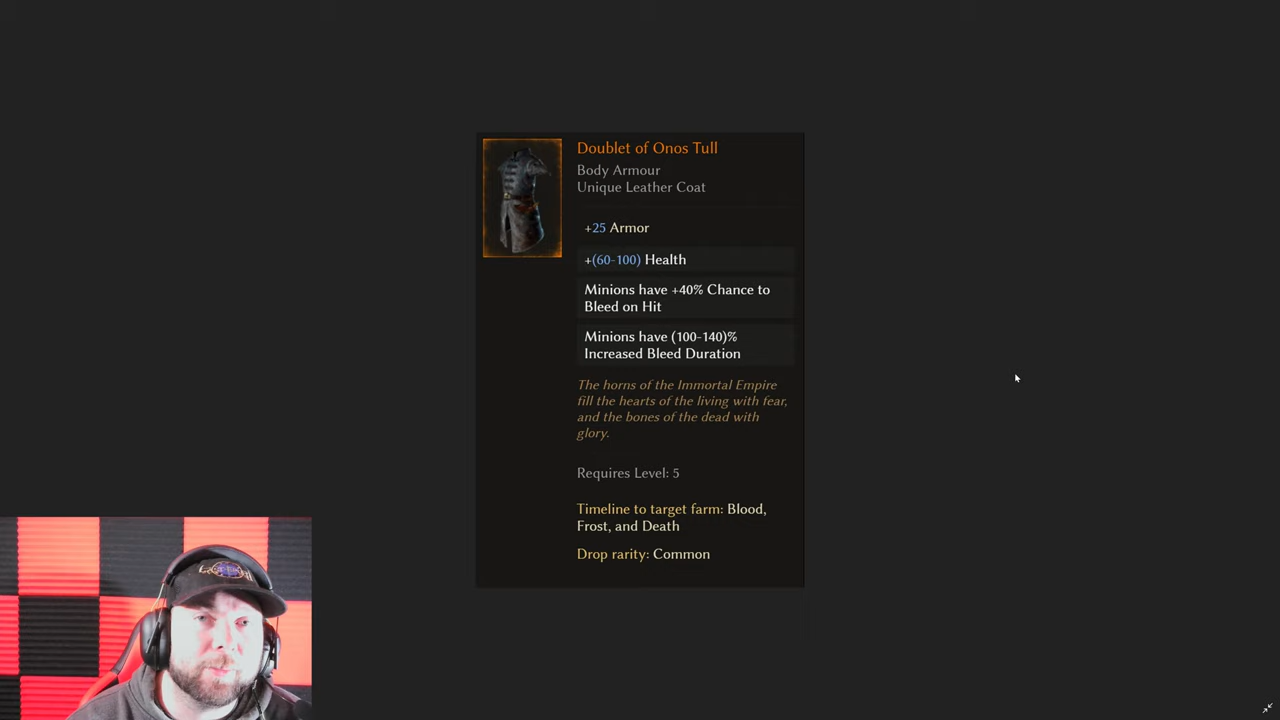 Doublet of Onos Tull
Body Armour
Unique Leather Coat
+25 Armor
+(60-100) Health
Minions have +40% Chance to
Bleed on Hit
Minions have (100-140)%
Increased Bleed Duration
The horns of the Immortal Empire
fill the hearts of the living with fear,
and the bones of the dead with
glory.
Requires Level: 5
Timeline to target farm: Blood,
Frost, and Death
Drop rarity: Common